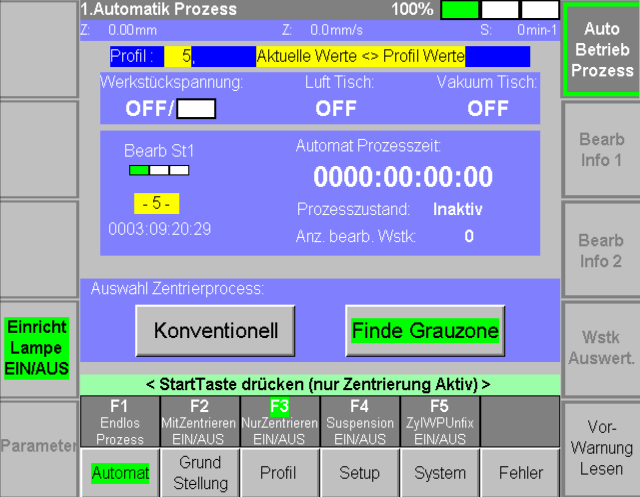 1.Automatik Prozess 100%
Z: 0.00mm Z: 0.0mm/s S: 0min-1
Profil : 5, Aktuelle Werte <> Profil Werte
Werkstückspannung: Luft Tisch: Vakuum Tisch:
OFF/ OFF OFF
Bearb St1
- 5 -
0003:09:20:29
Automat Prozesszeit:
0000:00:00:00
Prozesszustand: Inaktiv
Anz. bearb. Wstk: 0
Auswahl Zentrierprocess:
Konventionell
Finde Grauzone
< StartTaste drücken (nur Zentrierung Aktiv) >
F1
Endlos
Prozess
F2
MitZentrieren
EIN/AUS
F3
NurZentrieren
EIN/AUS
F4
Suspension
EIN/AUS
F5
ZylWPUnfix
EIN/AUS
Automat
Grund
Stellung
Profil
Setup
System
Fehler
Einricht
Lampe
EIN/AUS
Parameter
Auto
Betrieb
Prozess
Bearb
Info 1
Bearb
Info 2
Wstk
Auswert.
Vor-
Warnung
Lesen